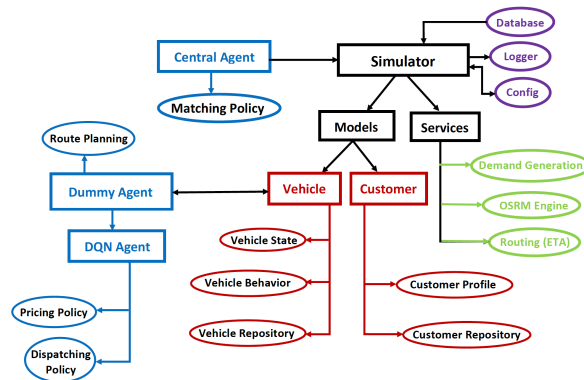 Database
Central Agent
Simulator
Logger
Config
Matching Policy
Models
Services
Route Planning
Demand Generation
Dummy Agent
Vehicle
Customer
OSRM Engine
DQN Agent
Vehicle State
Routing (ETA)
Vehicle Behavior
Customer Profile
Pricing Policy
Vehicle Repository
Customer Repository
Dispatching
Policy